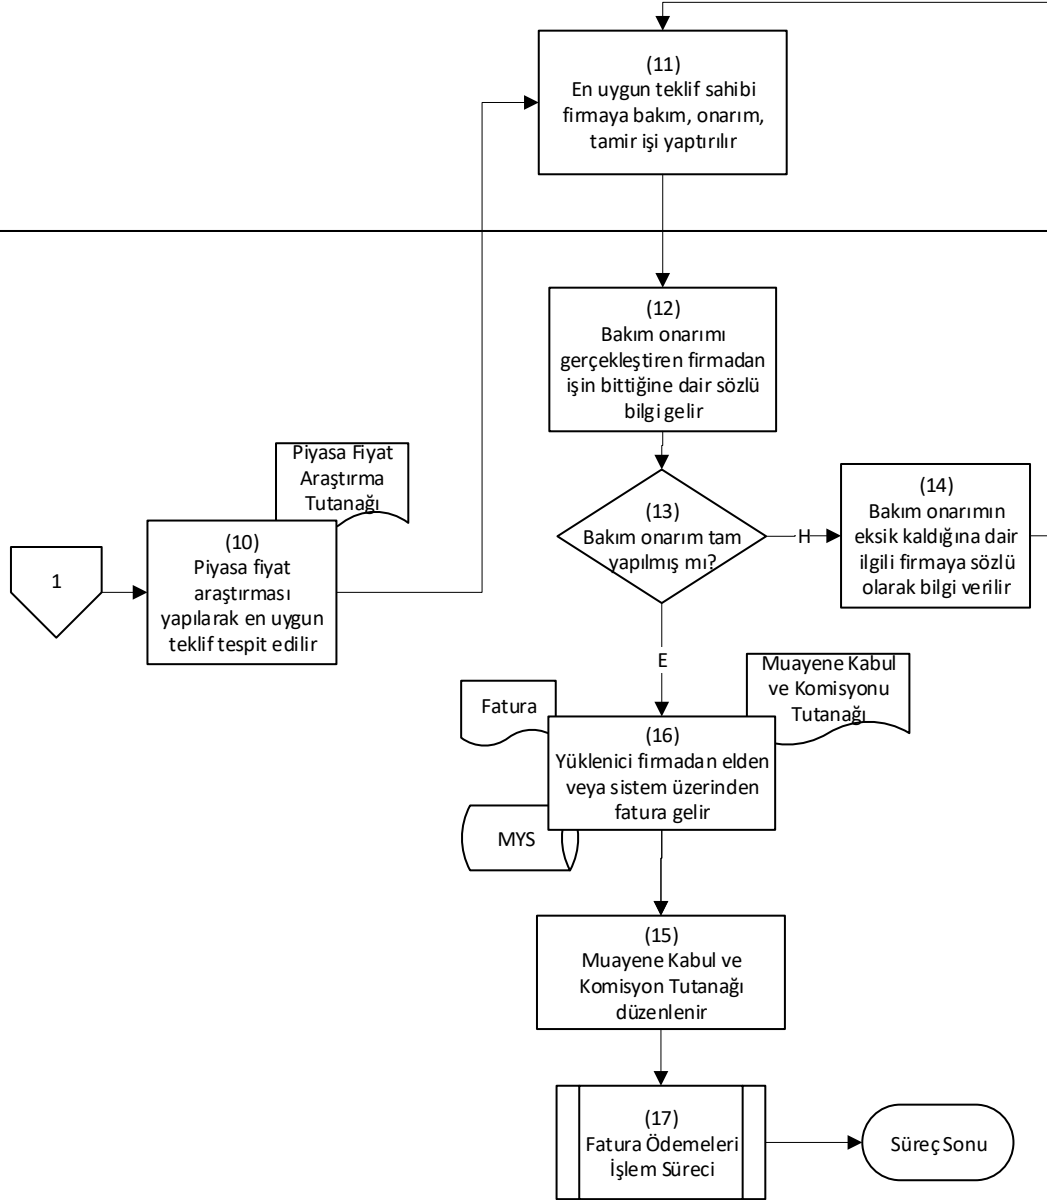 (11)
En uygun teklif sahibi
firmaya bakım, onarım,
tamir işi yaptırılır
(12)
Bakım onarımı
gerçekleştiren firmadan
işin bittiğine dair sözlü
bilgi gelir
Piyasa Fiyat
Araştırma
Tutanağı
1
(10)
Piyasa fiyat
araştırması
yapılarak en uygun
teklif tespit edilir
(13)
Bakım onarım tam
yapılmış mı?
H
(14)
Bakım onarımın
eksik kaldığına dair
ilgili firmaya sözlü
olarak bilgi verilir
E
Fatura
Muayene Kabul
ve Komisyonu
Tutanağı
(16)
Yüklenici firmadan elden
veya sistem üzerinden
fatura gelir
MYS
(15)
Muayene Kabul ve
Komisyon Tutanağı
düzenlenir
(17)
Fatura Ödemeleri
İşlem Süreci
Süreç Sonu